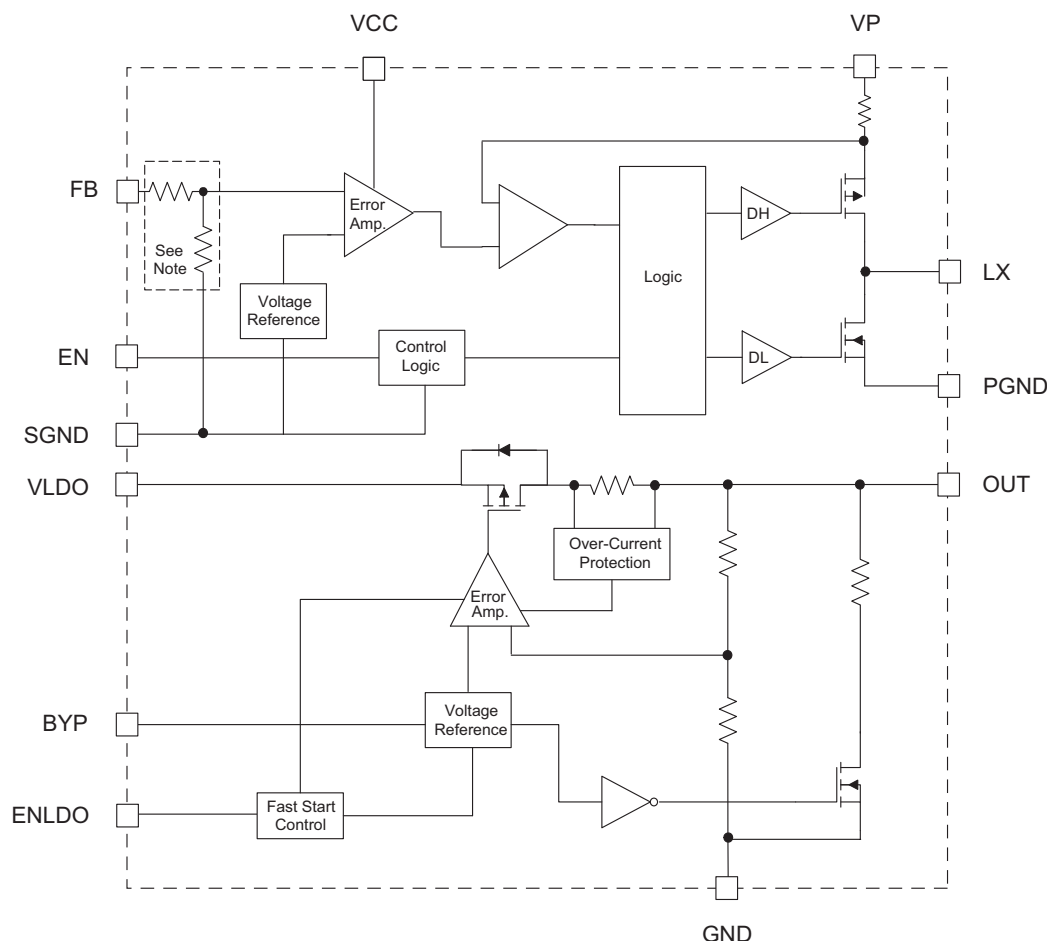 VCC
VP
FB
See
Note
Error
Amp.
DH
Logic
LX
Voltage
Reference
EN
Control
Logic
DL
PGND
SGND
VLDO
OUT
Over-Current
Protection
Error
Amp.
BYP
Voltage
Reference
ENLDO
Fast Start
Control
GND